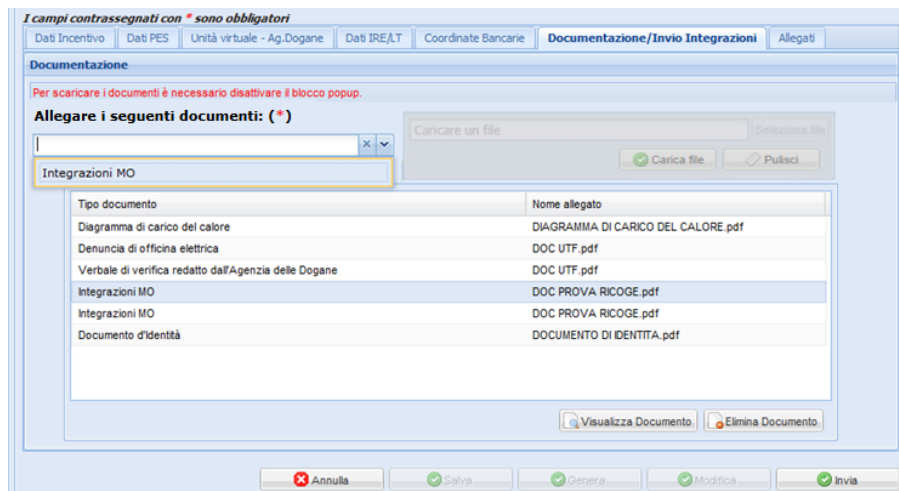 I campi contrassegnati con * sono obbligatori
Dati Incentivo Dati PES Unità virtuale - Ag.Dogane Dati IRE/LT Coordinate Bancarie Documentazione/Invio Integrazioni Allegati
Documentazione
Per scaricare i documenti è necessario disattivare il blocco popup.
Allegare i seguenti documenti: (*)
Caricare un file Seleziona file
Integrazioni MO
Carica file Pulisci
Tipo documento Nome allegato
Diagramma di carico del calore DIAGRAMMA DI CARICO DEL CALORE.pdf
Denuncia di officina elettrica DOC UTF.pdf
Verbale di verifica redatto dall'Agenzia delle Dogane DOC UTF.pdf
Integrazioni MO DOC PROVA RICOGE.pdf
Integrazioni MO DOC PROVA RICOGE.pdf
Documento d'Identità DOCUMENTO DI IDENTITA.pdf
Visualizza Documento Elimina Documento
Annulla Salva Genera Modifica Invia